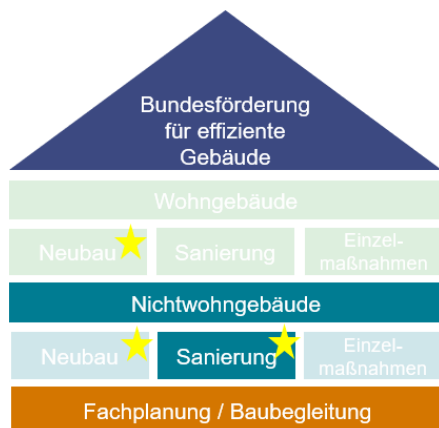 Bundesförderung
für effiziente
Gebäude
Wohngebäude
Neubau
Sanierung
Einzel-
maßnahmen
Nichtwohngebäude
Neubau
Sanierung
Einzel-
maßnahmen
Fachplanung / Baubegleitung